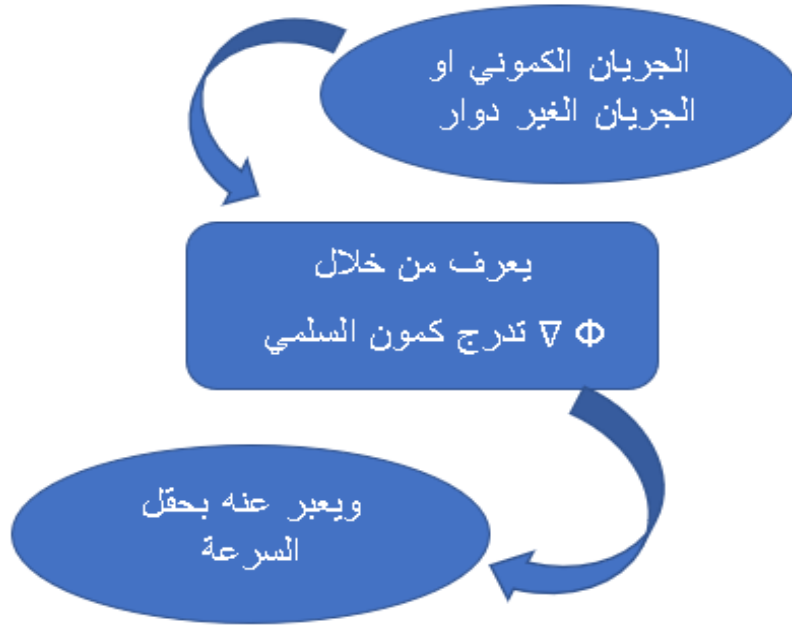 الجريان الكموني او
الجريان الغير دوار
يعرف من خلال
تدرج كمون السلمي ∇ Φ
ويعبر عنه بحقل
السرعة